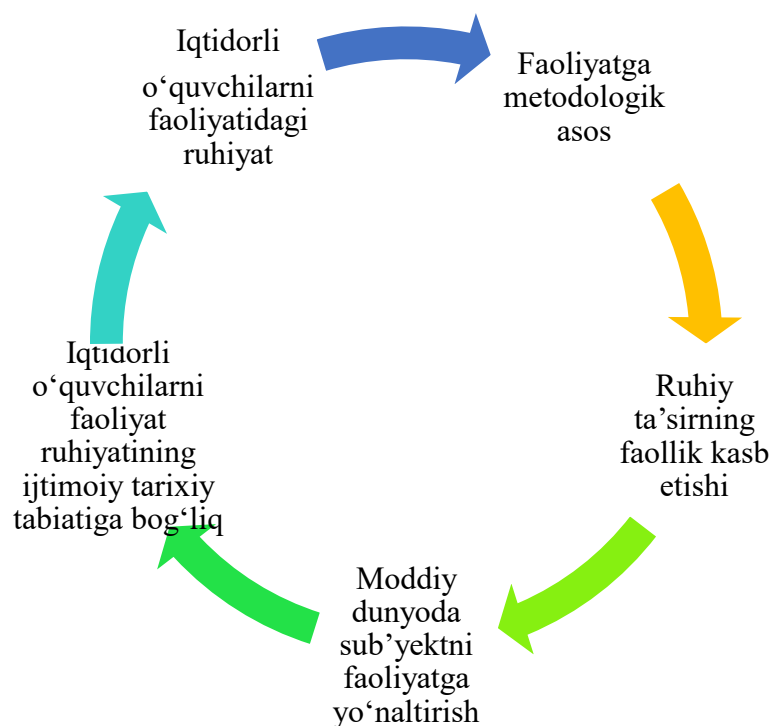 Iqtidorli
o‘quvchilarni
faoliyatidagi
ruhiyat
Faoliyatga
metodologik
asos
Ruhiy
ta’sirning
faollik kasb
etishi
Moddiy
dunyoda
sub’yektni
faoliyatga
yo‘naltirish
Iqtidorli
o‘quvchilarni
faoliyat
ruhiyatining
ijtimoiy tarixiy
tabiatiga bog‘liq